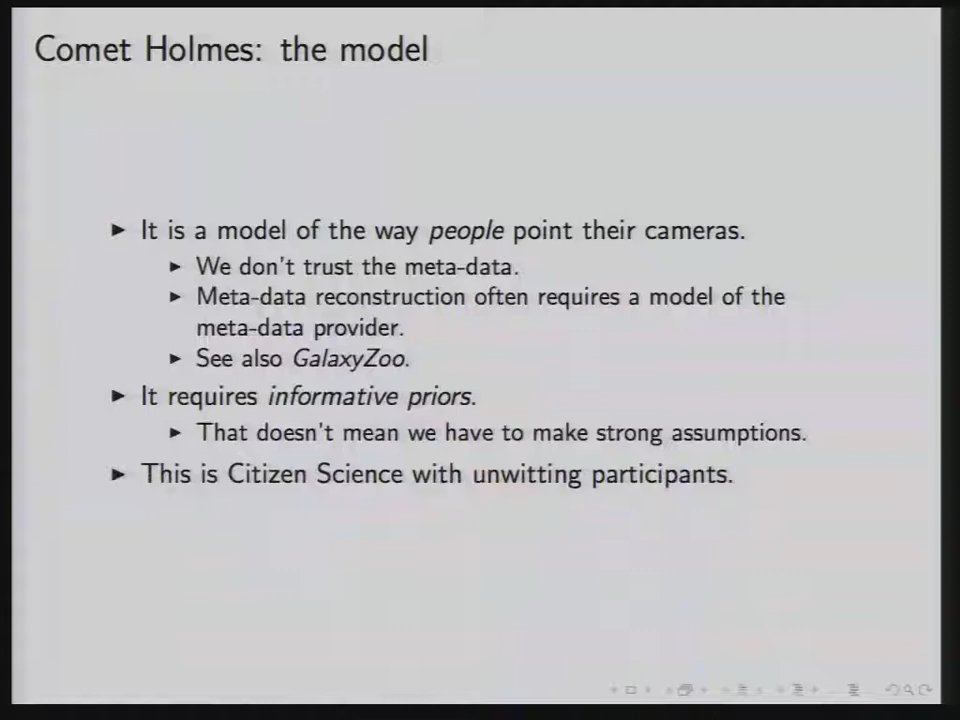 Comet Holmes: the model
► It is a model of the way people point their cameras.
► We don't trust the meta-data.
► Meta-data reconstruction often requires a model of the
meta-data provider.
► See also GalaxyZoo.
► It requires informative priors.
► That doesn't mean we have to make strong assumptions.
► This is Citizen Science with unwitting participants.